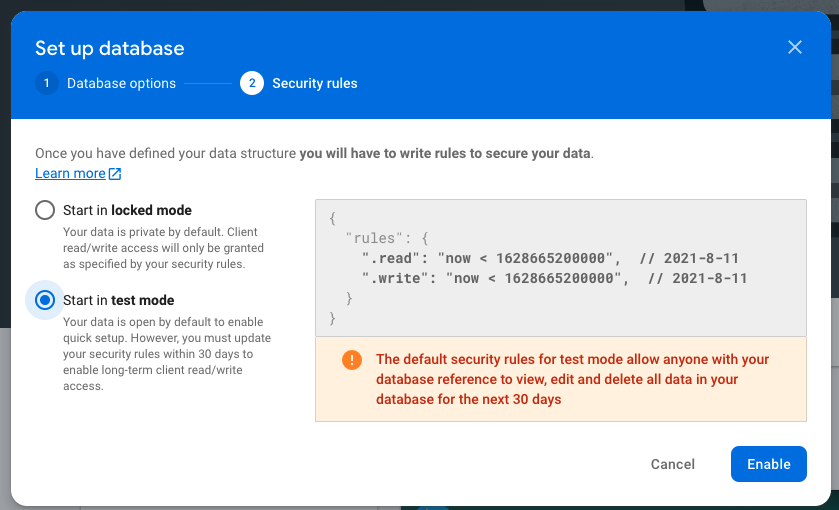 Set up database
1 Database options
2 Security rules
Once you have defined your data structure you will have to write rules to secure your data.
Learn more
Start in locked mode
Your data is private by default. Client
read/write access will only be granted
as specified by your security rules.
Start in test mode
Your data is open by default to enable
quick setup. However, you must update
your security rules within 30 days to
enable long-term client read/write
access.
{
"rules": {
".read": "now < 1628665200000",  // 2021-8-11
".write": "now < 1628665200000",  // 2021-8-11
}
}
The default security rules for test mode allow anyone with your
database reference to view, edit and delete all data in your
database for the next 30 days
Cancel
Enable